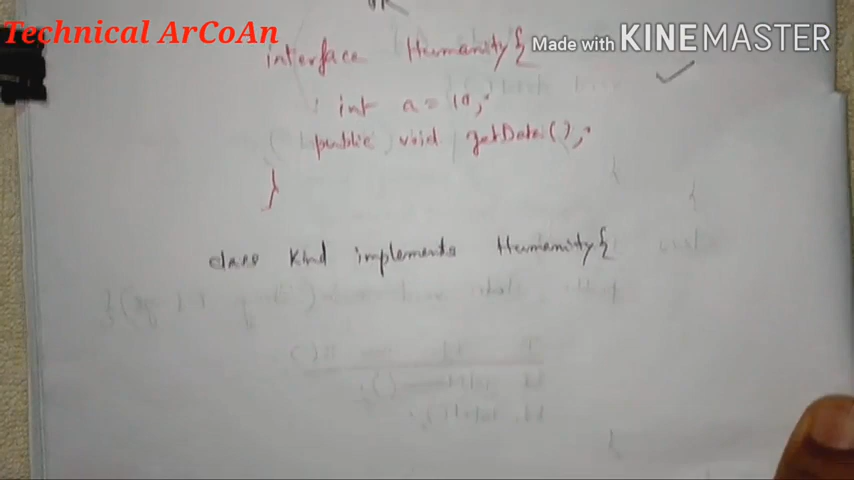 Technical ArCoAn
Made with KINEMASTER
interface Humanity{
int a = 10;
public void getData();
}
class Kind implements Humanity{